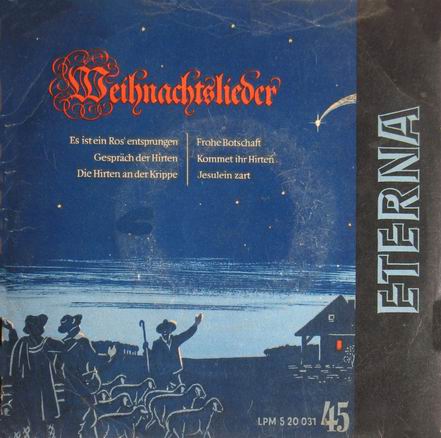 Weihnachtslieder
Es ist ein Ros' entsprungen
Gespräch der Hirten
Die Hirten an der Krippe
Frohe Botschaft
Kommet ihr Hirten
Jesulein zart
ETERNA
LPM 5 20 031 45